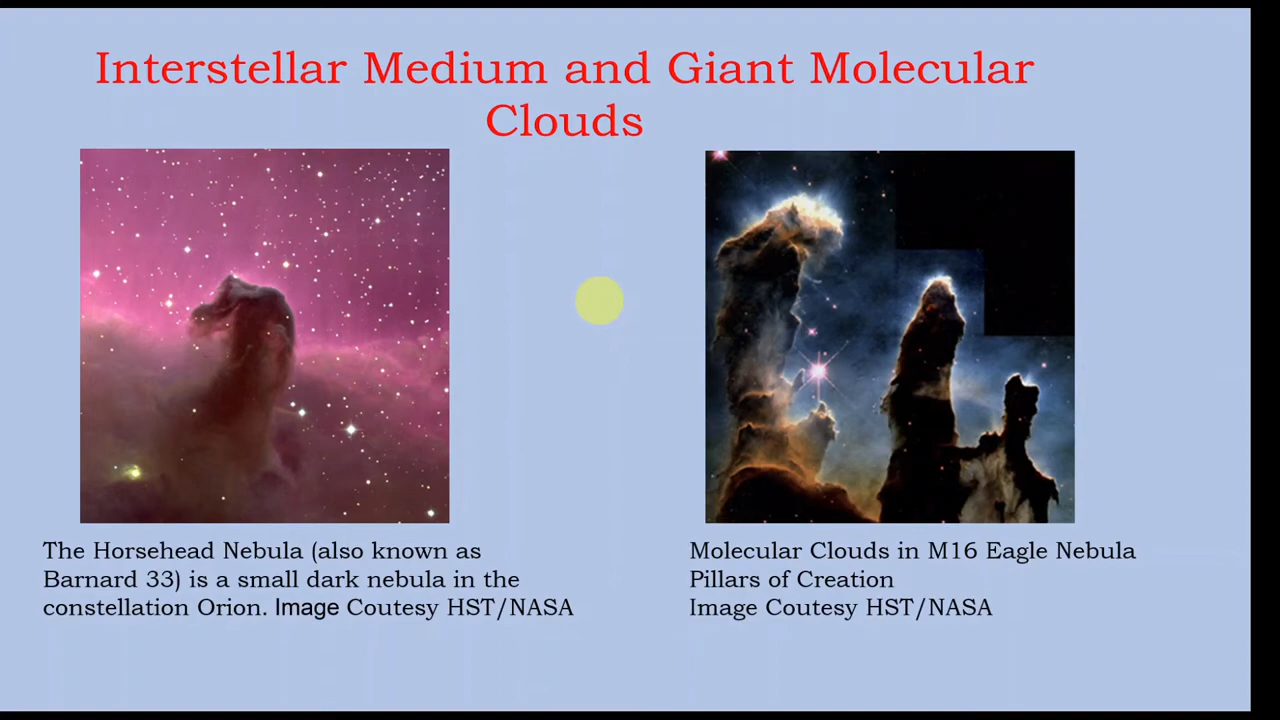 Interstellar Medium and Giant Molecular
Clouds
The Horsehead Nebula (also known as
Barnard 33) is a small dark nebula in the
constellation Orion. Image Coutesy HST/NASA
Molecular Clouds in M16 Eagle Nebula
Pillars of Creation
Image Coutesy HST/NASA